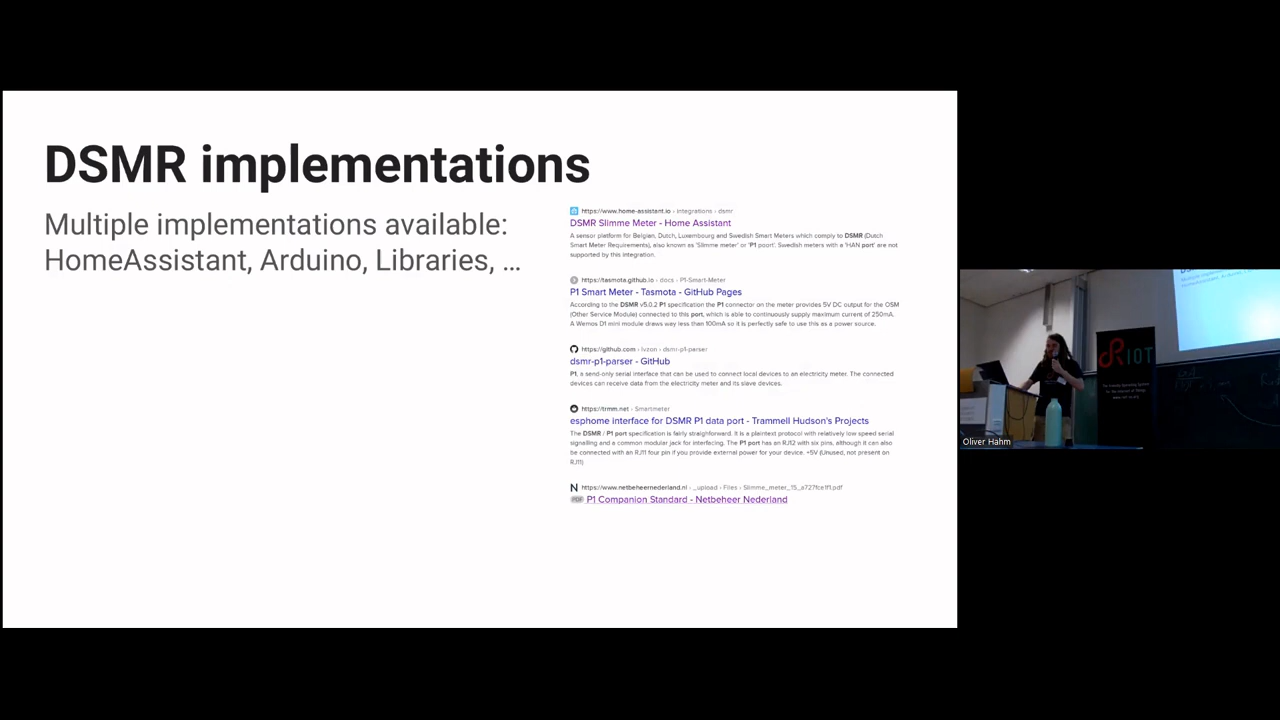 DSMR implementations
Multiple implementations available:
HomeAssistant, Arduino, Libraries, ...
https://www.home-assistant.io › integrations › dsmr
DSMR Slimme Meter - Home Assistant
A sensor platform for Belgian, Dutch, Luxembourg and Swedish Smart Meters which comply to DSMR (Dutch
Smart Meter Requirements), also known as 'Slimme meter' or 'P1 poort'. Swedish meters with a 'HAN port' are not
supported by this integration.
https://tasmota.github.io › docs › P1-Smart-Meter
P1 Smart Meter - Tasmota - GitHub Pages
According to the DSMR v5.0.2 P1 specification the P1 connector on the meter provides 5V DC output for the OSM
(Other Service Module) connected to this port, which is able to continuously supply maximum current of 250mA.
A Wemos D1 mini module draws way less than 100mA so it is perfectly safe to use this as a power source.
https://github.com › lvzon › dsmr-p1-parser
dsmr-p1-parser - GitHub
P1, a send-only serial interface that can be used to connect local devices to an electricity meter. The connected
devices can receive data from the electricity meter and its slave devices.
https://trmm.net › Smartmeter
esphome interface for DSMR P1 data port - Trammell Hudson's Projects
The DSMR / P1 port specification is fairly straighforward. It is a plaintext protocol with relatively low speed serial
signalling and a common modular jack for interfacing. The P1 port has an RJ12 with six pins, although it can also
be connected with an RJ11 four pin if you provide external power for your device. +5V (Unused, not present on
RJ11)
https://www.netbeheernederland.nl › _upload › Files › Slimme_meter_15_a727fce1f1.pdf
PDF P1 Companion Standard - Netbeheer Nederland
RIOT
Oliver Hahm